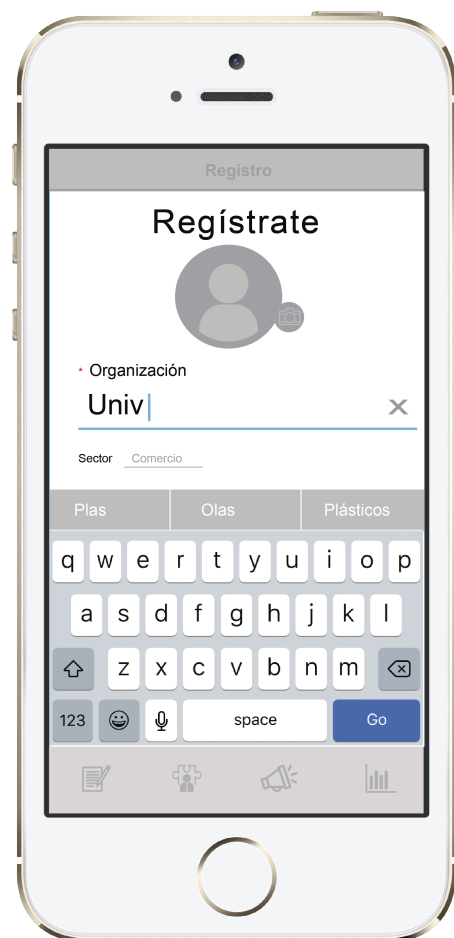 Registro
Regístrate
* Organización
Univ
Sector Comercio
Plas Olas Plásticos
q w e r t y u i o p
a s d f g h j k l
z x c v b n m
123 space Go